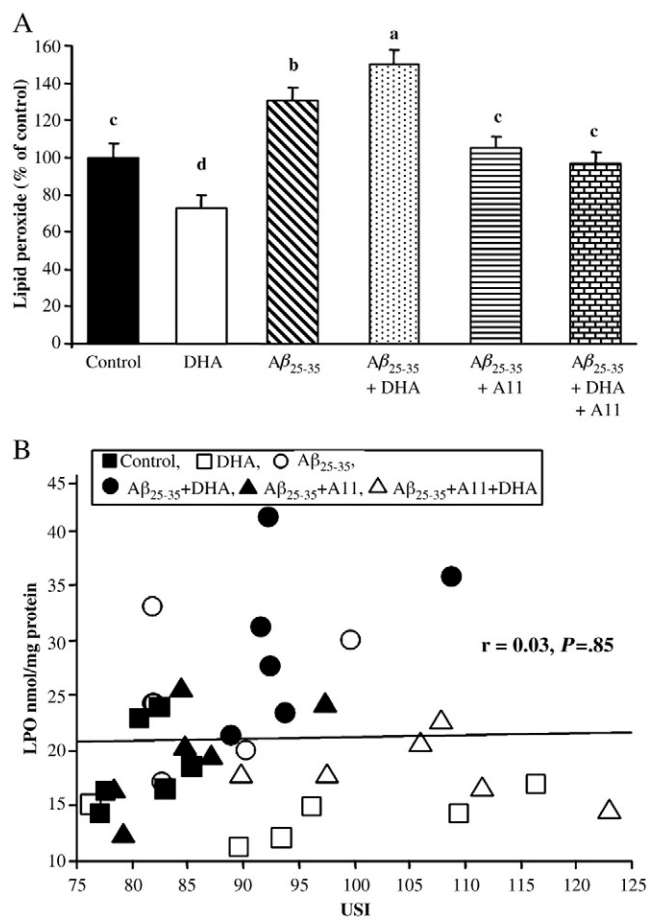 A
160
140
120
100
80
60
40
20
0
Lipid peroxide (% of control)
c
d
b
a
c
c
Control
DHA
Aβ25-35
Aβ25-35
+ DHA
Aβ25-35
+ A11
Aβ25-35
+ DHA
+ A11
B
Control, DHA, Aβ25-35,
Aβ25-35+DHA, Aβ25-35+A11, Aβ25-35+A11+DHA
45
40
35
30
25
20
15
10
LPO nmol/mg protein
r = 0.03, P=.85
75 80 85 90 95 100 105 110 115 120 125
USI